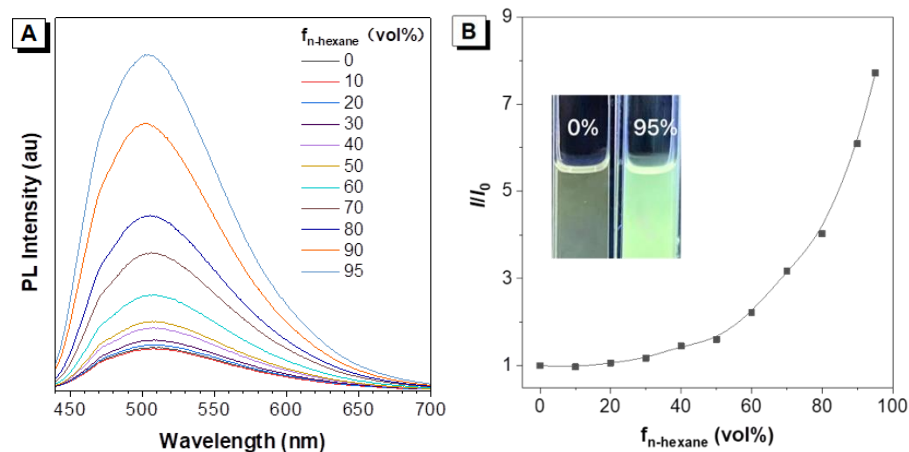 A
PL Intensity (au)
fn-hexane (vol%)
0
10
20
30
40
50
60
70
80
90
95
450 500 550 600 650 700
Wavelength (nm)
B
I/I0
9
7
5
3
1
0% 95%
0 20 40 60 80 100
fn-hexane (vol%)